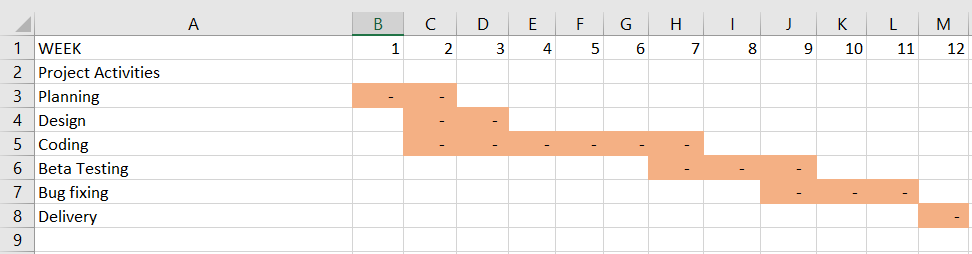 A B C D E F G H I J K L M
1 WEEK 1 2 3 4 5 6 7 8 9 10 11 12
2 Project Activities
3 Planning - -
4 Design - -
5 Coding - - - - - -
6 Beta Testing - - -
7 Bug fixing - - -
8 Delivery -
9